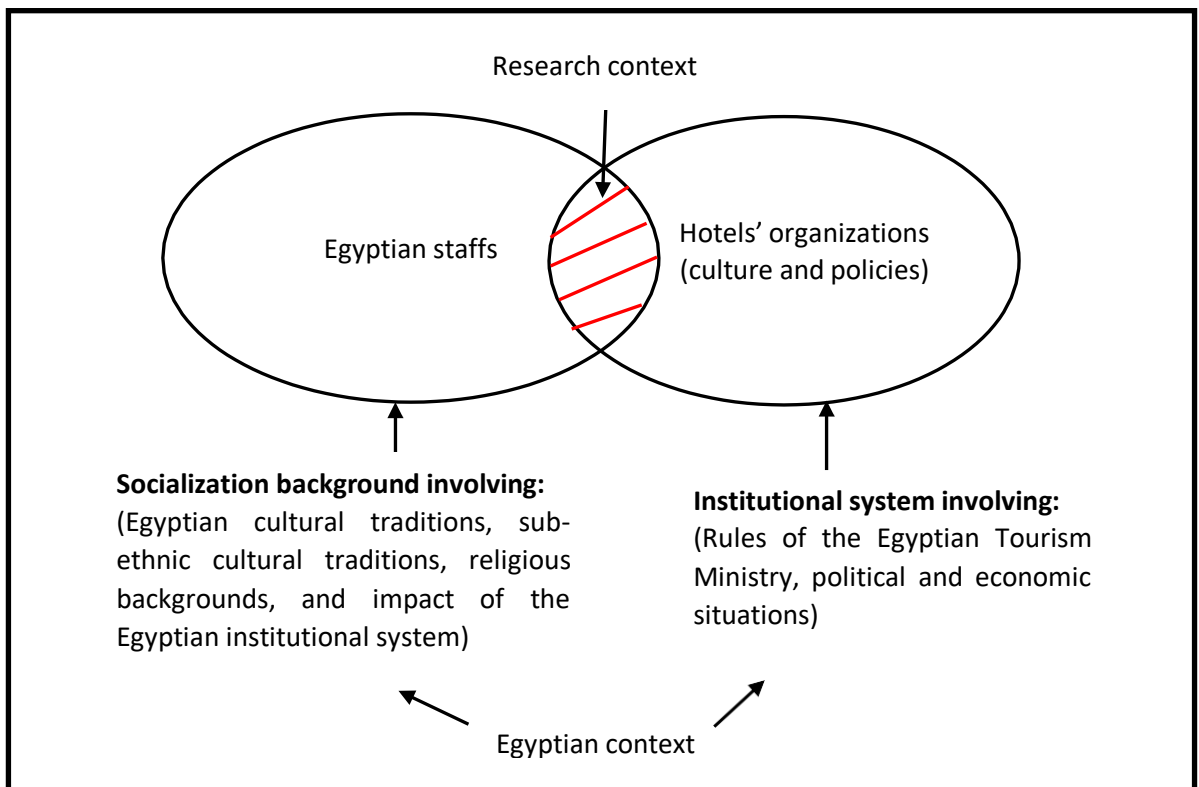 Research context
Egyptian staffs
Hotels’ organizations
(culture and policies)
Socialization background involving:
(Egyptian cultural traditions, sub-
ethnic cultural traditions, religious
backgrounds, and impact of the
Egyptian institutional system)
Institutional system involving:
(Rules of the Egyptian Tourism
Ministry, political and economic
situations)
Egyptian context